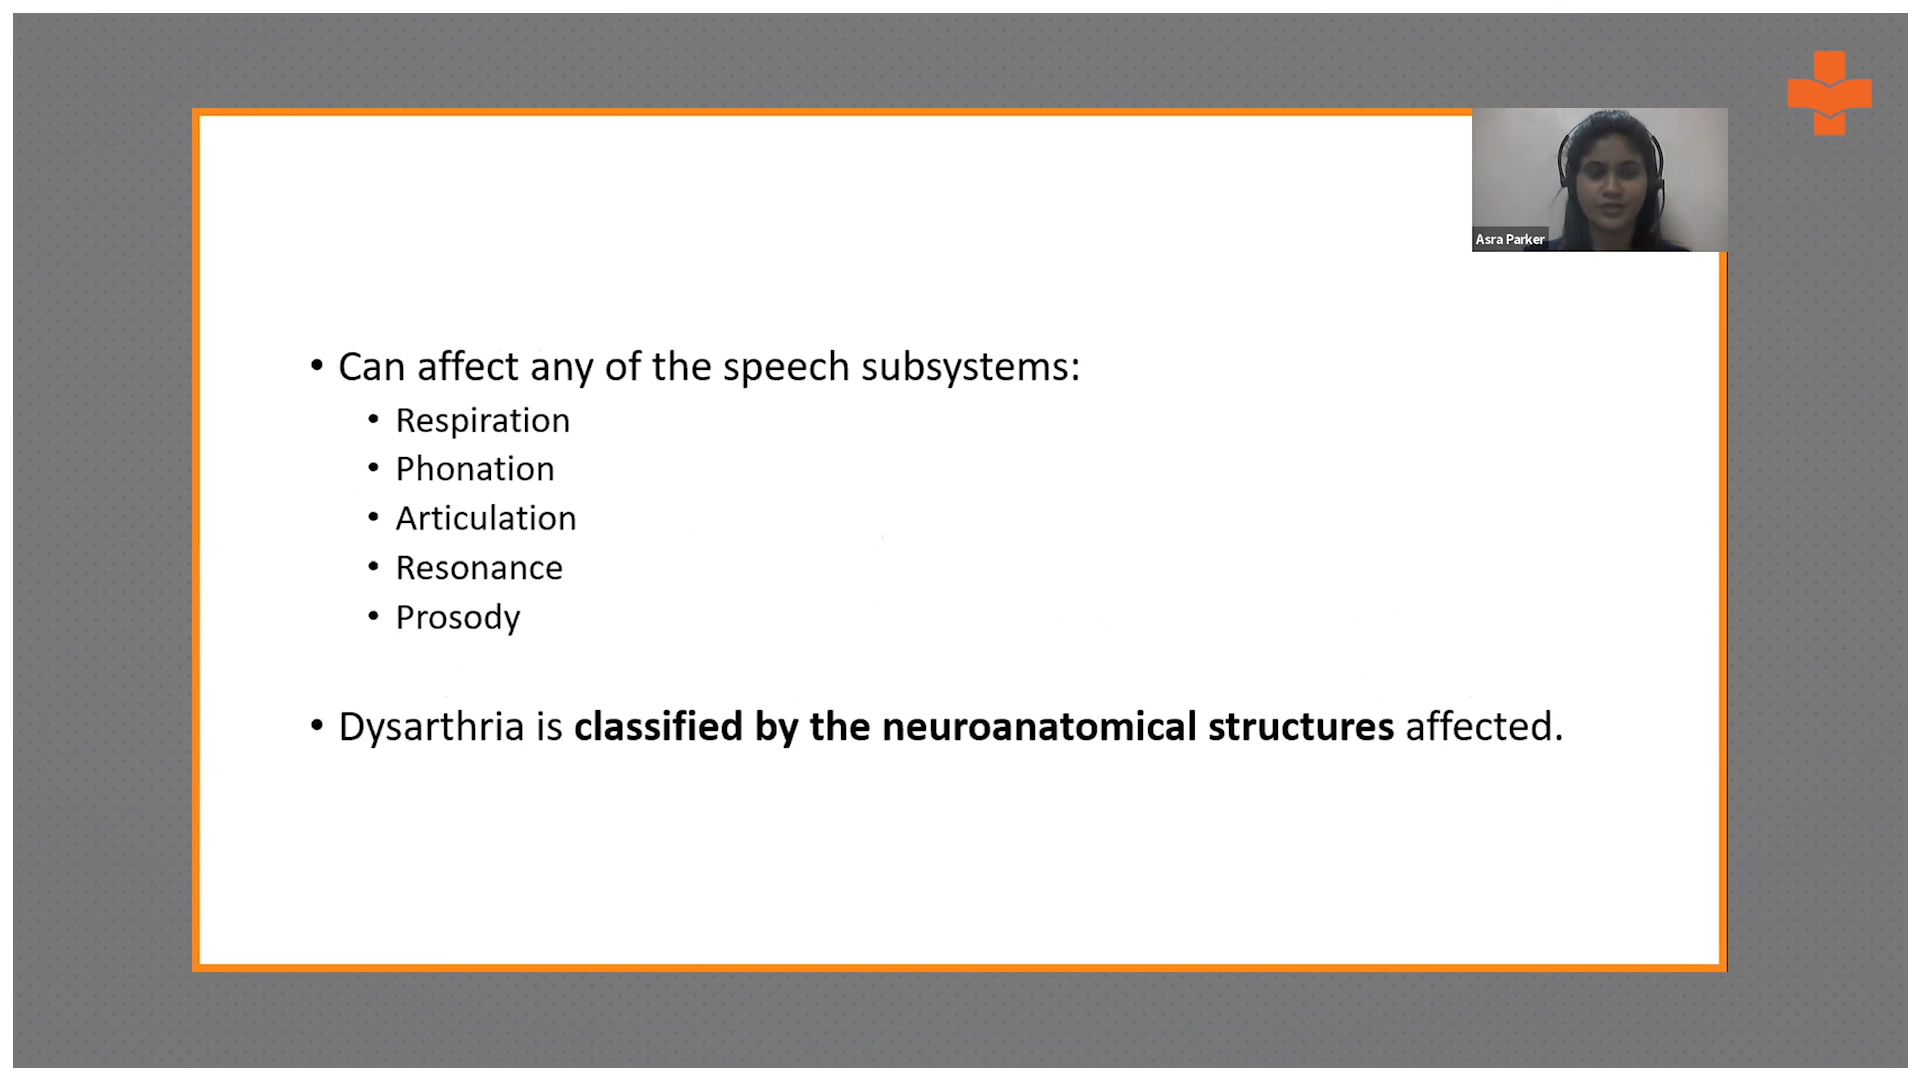 Asra Parker
• Can affect any of the speech subsystems:
• Respiration
• Phonation
• Articulation
• Resonance
• Prosody
• Dysarthria is classified by the neuroanatomical structures affected.